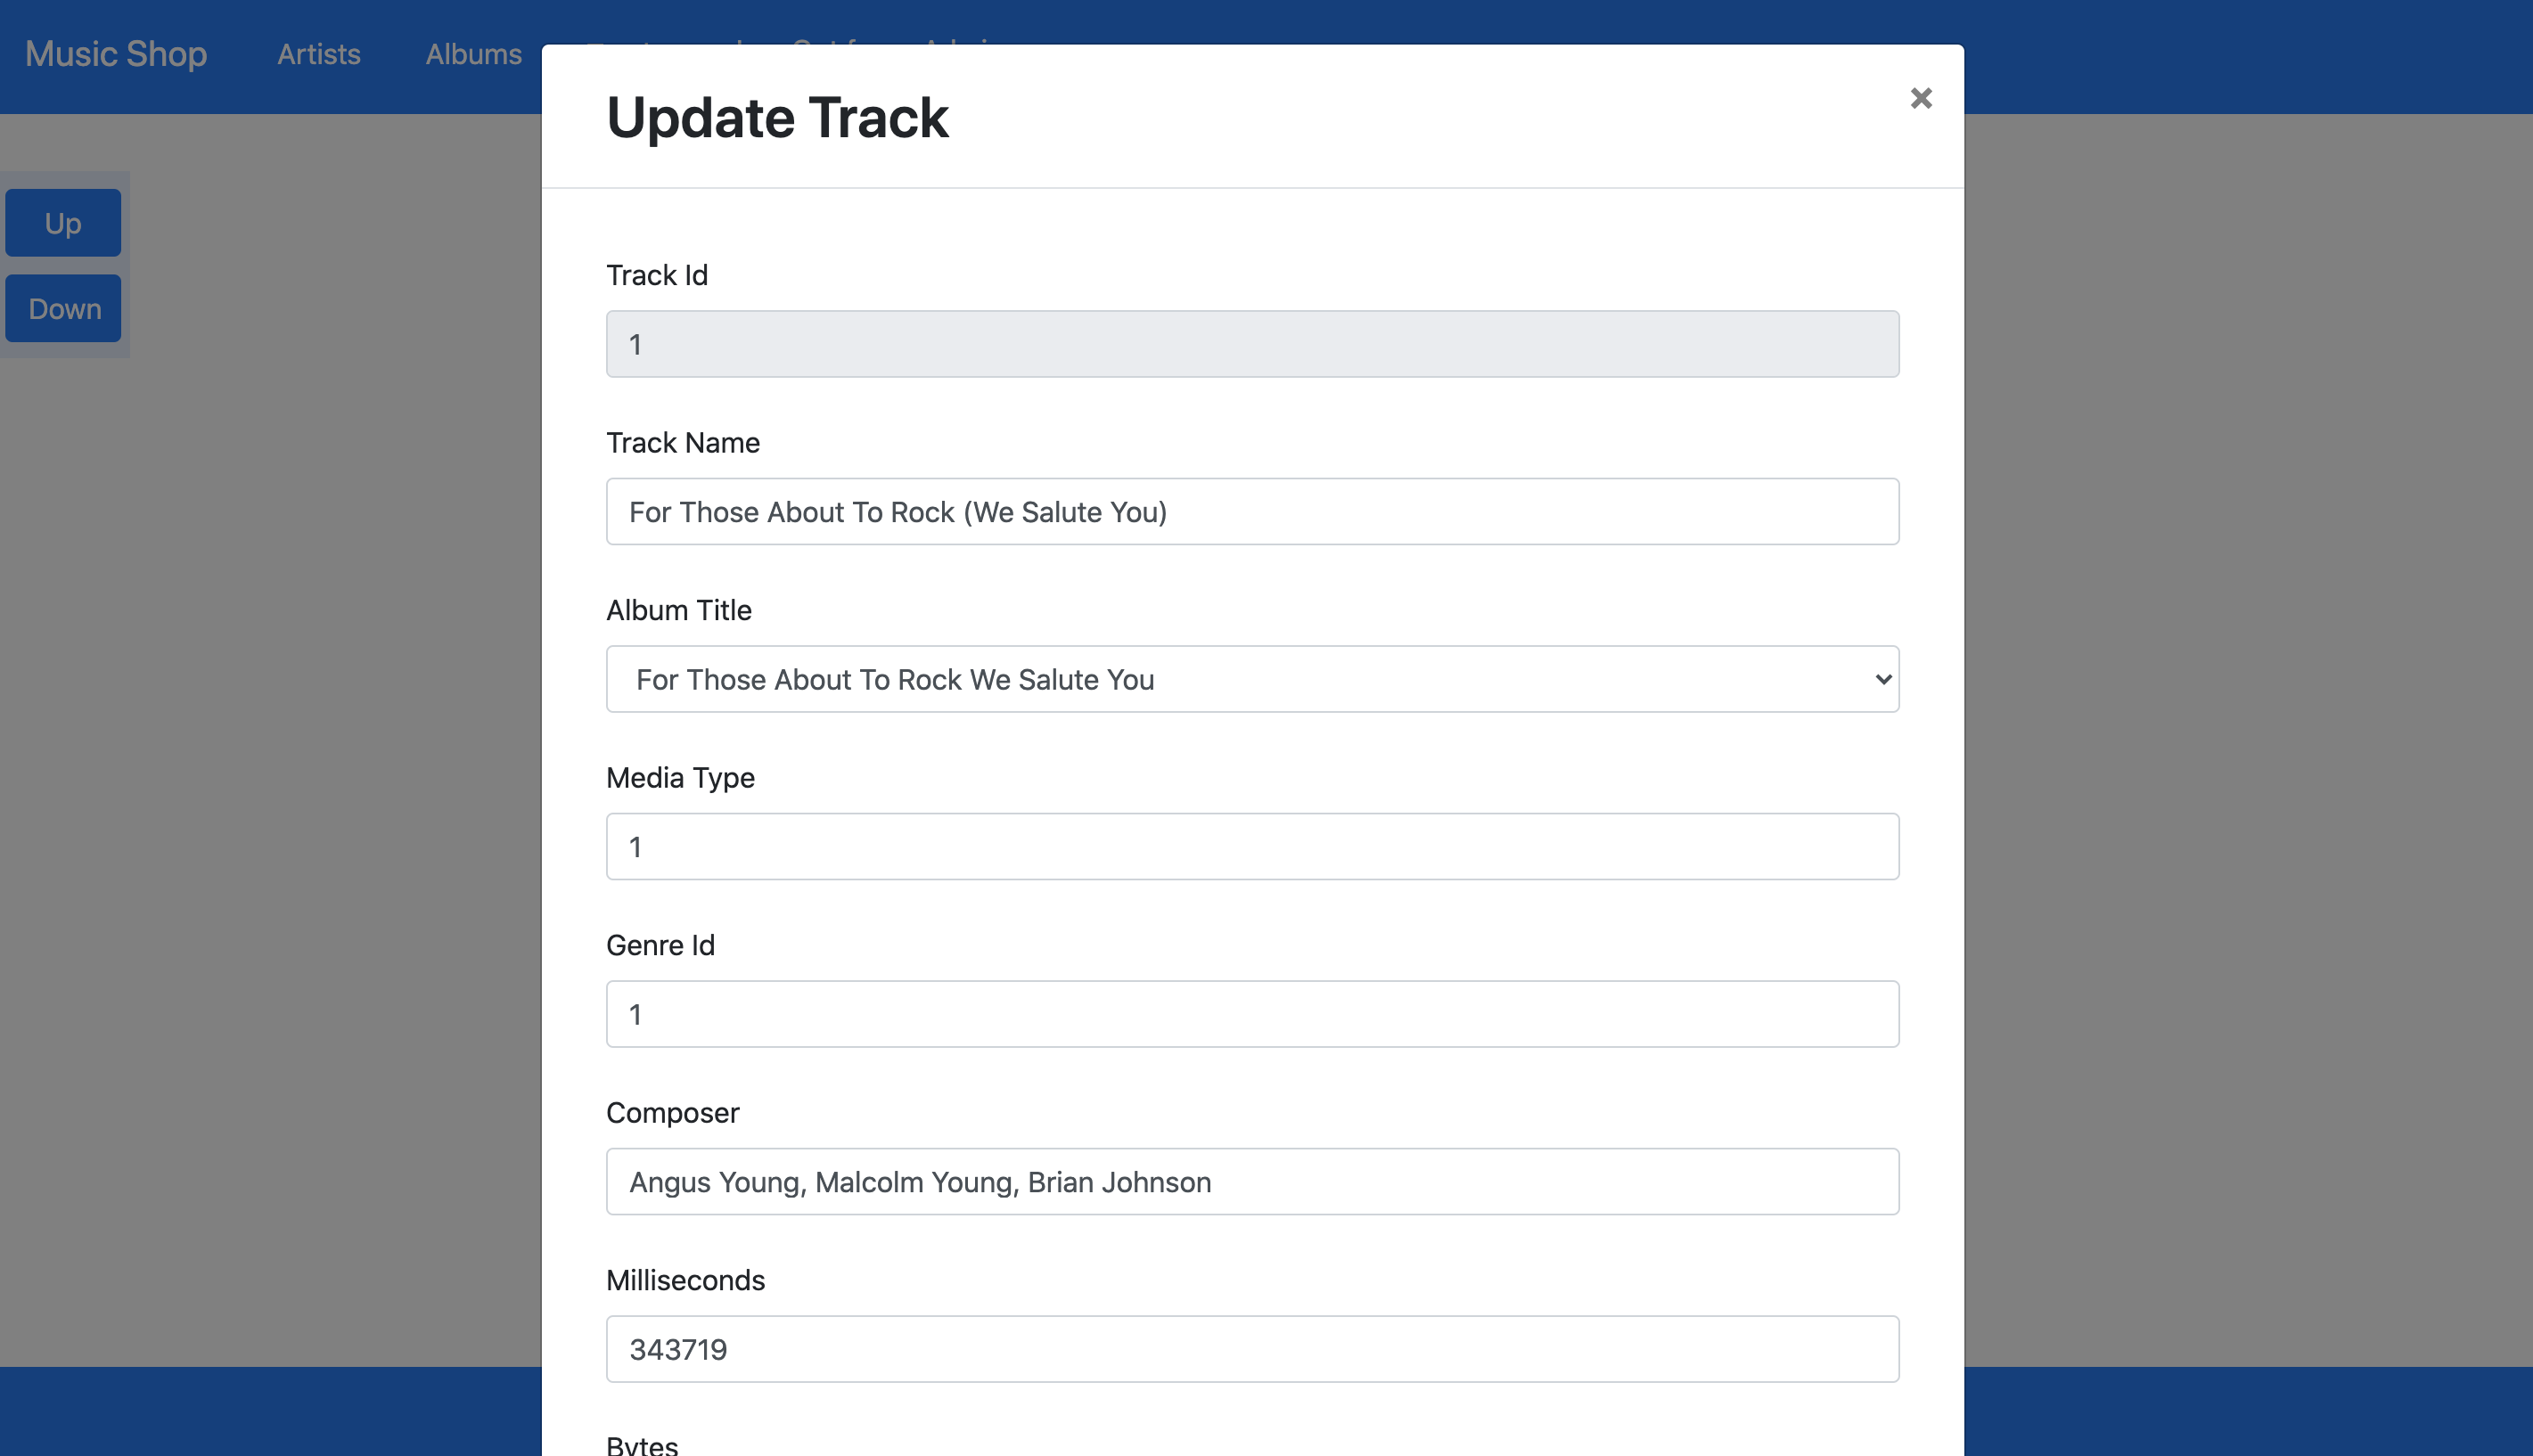 Music Shop Artists Albums
Update Track ×
Up
Down
Track Id
1
Track Name
For Those About To Rock (We Salute You)
Album Title
For Those About To Rock We Salute You
Media Type
1
Genre Id
1
Composer
Angus Young, Malcolm Young, Brian Johnson
Milliseconds
343719
Bytes